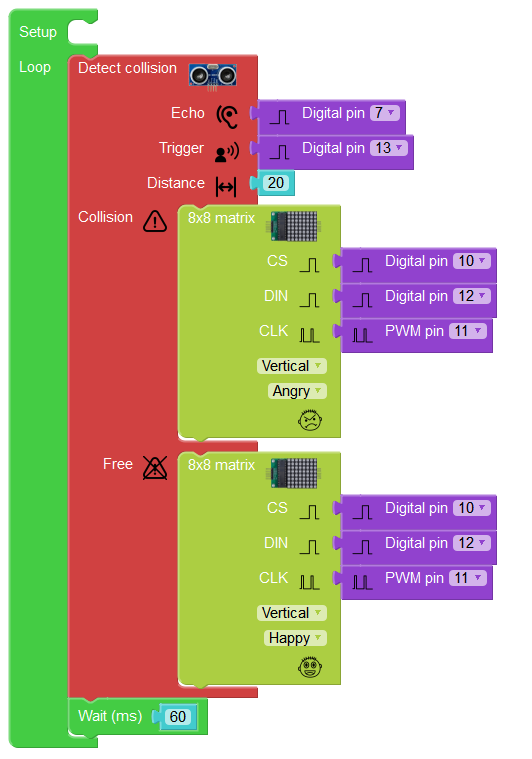 Setup
Loop
Detect collision
Echo
Digital pin 7
Trigger
Digital pin 13
Distance
20
Collision
8x8 matrix
CS
Digital pin 10
DIN
Digital pin 12
CLK
PWM pin 11
Vertical
Angry
Free
8x8 matrix
CS
Digital pin 10
DIN
Digital pin 12
CLK
PWM pin 11
Vertical
Happy
Wait (ms) 60